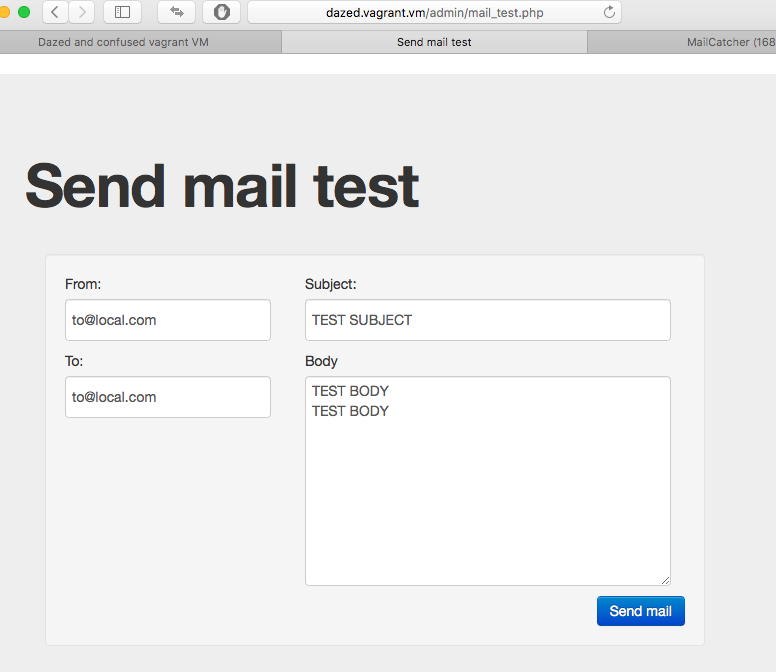 dazed.vagrant.vm/admin/mail_test.php
Dazed and confused vagrant VM
Send mail test
MailCatcher (168
Send mail test
From:
Subject:
to@local.com
TEST SUBJECT
To:
Body
to@local.com
TEST BODY
TEST BODY
Send mail